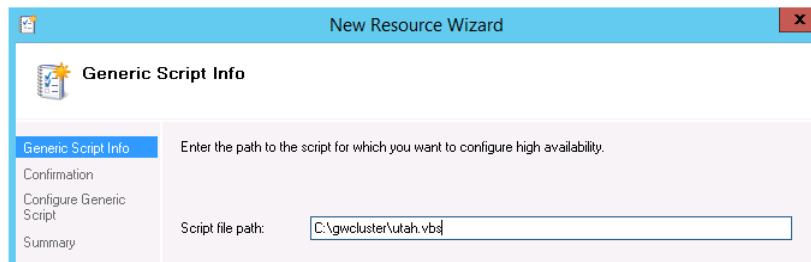 New Resource Wizard
x
Generic Script Info
Generic Script Info
Enter the path to the script for which you want to configure high availability.
Confirmation
Configure Generic
Script
Script file path:
C:\gwcluster\utah.vbs
Summary